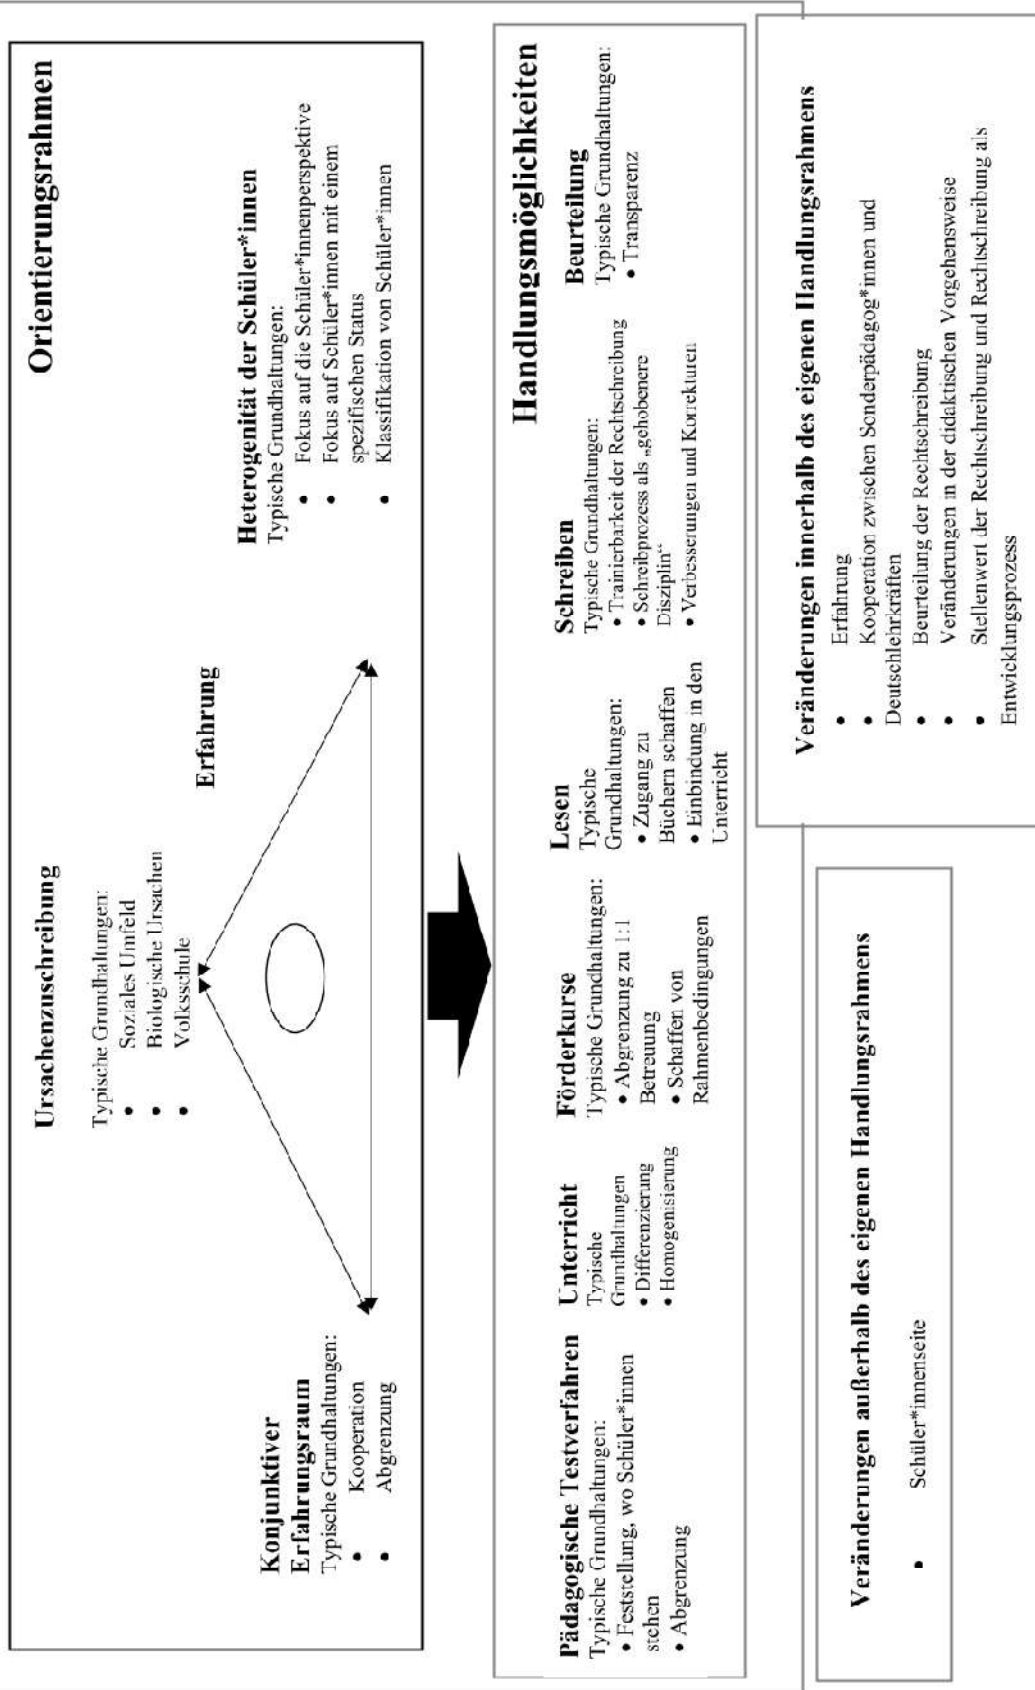 Orientierungsrahmen
Ursachenzuschreibung
Typische Grundhaltungen:
• Soziales Umfeld
• Biologische Ursachen
• Volksschule
Erfahrung
Konjunktiver
Erfahrungsraum
Typische Grundhaltungen:
• Kooperation
• Abgrenzung
Heterogenität der Schüler*innen
Typische Grundhaltungen:
• Fokus auf die Schüler*innenperspektive
• Fokus auf Schüler*innen mit einem
spezifischen Status
• Klassifikation von Schüler*innen
Handlungsmöglichkeiten
Pädagogische Testverfahren
Typische Grundhaltungen:
• Feststellung, wo Schüler*innen
stehen
• Abgrenzung
Unterricht
Typische
Grundhaltungen
• Differenzierung
• Homogenisierung
Förderkurse
Typische Grundhaltungen:
• Abgrenzung zu 1:1
Betreuung
• Schaffen von
Rahmenbedingungen
Lesen
Typische
Grundhaltungen:
• Zugang zu
Büchern schaffen
• Einbindung in den
Unterricht
Schreiben
Typische Grundhaltungen:
• Trainierbarkeit der Rechtschreibung
• Schreibprozess als „gehobenere
Disziplin“
• Verbesserungen und Korrekturen
Beurteilung
Typische Grundhaltungen:
• Transparenz
Veränderungen außerhalb des eigenen Handlungsrahmens
• Schüler*innenseite
Veränderungen innerhalb des eigenen Handlungsrahmens
• Erfahrung
• Kooperation zwischen Sonderpädagog*innen und
Deutschlehrkräften
• Beurteilung der Rechtschreibung
• Veränderungen in der didaktischen Vorgehensweise
• Stellenwert der Rechtschreibung und Rechtschreibung als
Entwicklungsprozess